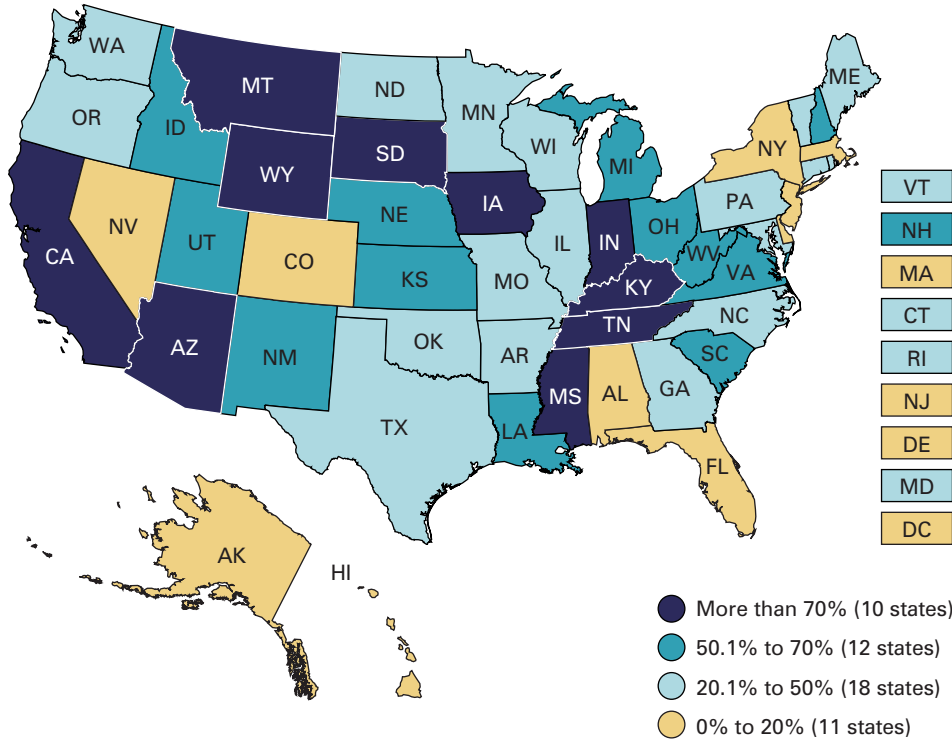 WA
MT
ND
MN
ME
OR
ID
WI
SD
MI
NY
WY
IA
PA
NE
NV
OH
UT
IL
IN
CA
CO
WV
VA
KS
MO
KY
NC
TN
AZ
OK
NM
AR
SC
MS
AL
GA
TX
LA
FL
AK
HI
VT
NH
MA
CT
RI
NJ
DE
MD
DC
More than 70% (10 states)
50.1% to 70% (12 states)
20.1% to 50% (18 states)
0% to 20% (11 states)